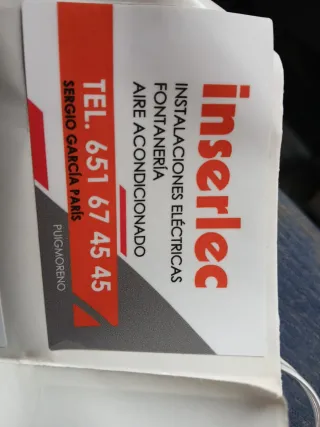 inserlec
INSTALACIONES ELÉCTRICAS
FONTANERÍA
AIRE ACONDICIONADO
TEL. 651 67 45 45
SERGIO GARCÍA PARÍS
PUIGMORENO